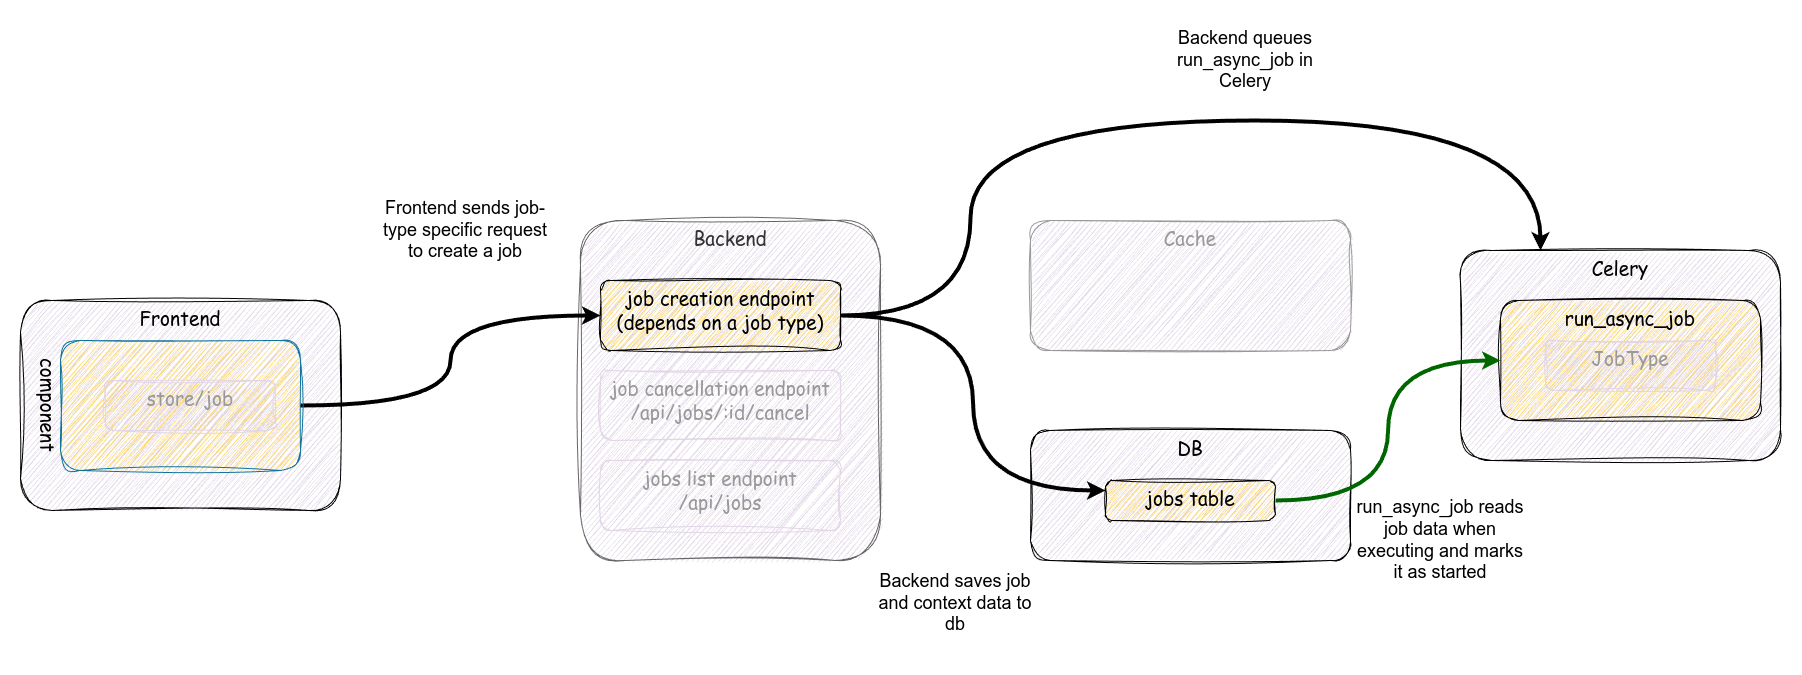 Backend queues
run_async_job in
Celery
Frontend sends job-
type specific request
to create a job
Frontend
component
store/job
Backend
job creation endpoint
(depends on a job type)
job cancellation endpoint
/api/jobs/:id/cancel
jobs list endpoint
/api/jobs
Cache
DB
jobs table
Celery
run_async_job
JobType
run_async_job reads
job data when
executing and marks
it as started
Backend saves job
and context data to
db